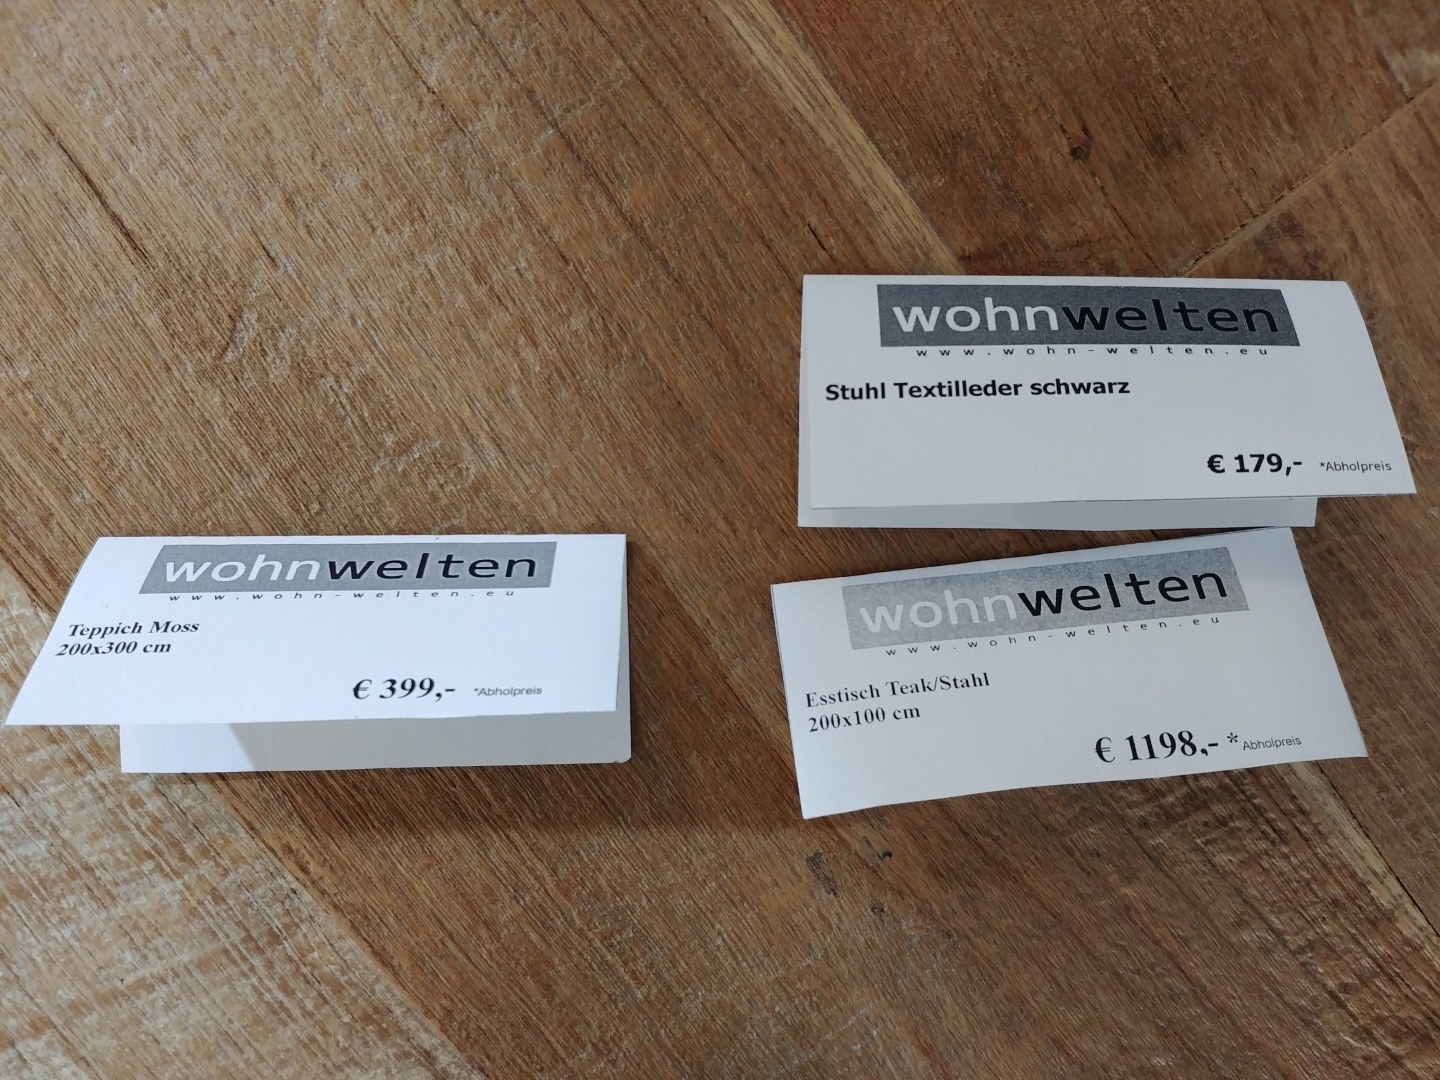 wohnwelten
www.wohn-welten.eu
Stuhl Textilleder schwarz
€ 179,- *Abholpreis
wohnwelten
www.wohn-welten.eu
Teppich Moss
200x300 cm
€ 399,- *Abholpreis
wohnwelten
www.wohn-welten.eu
Esstisch Teak/Stahl
200x100 cm
€ 1198,- * Abholpreis